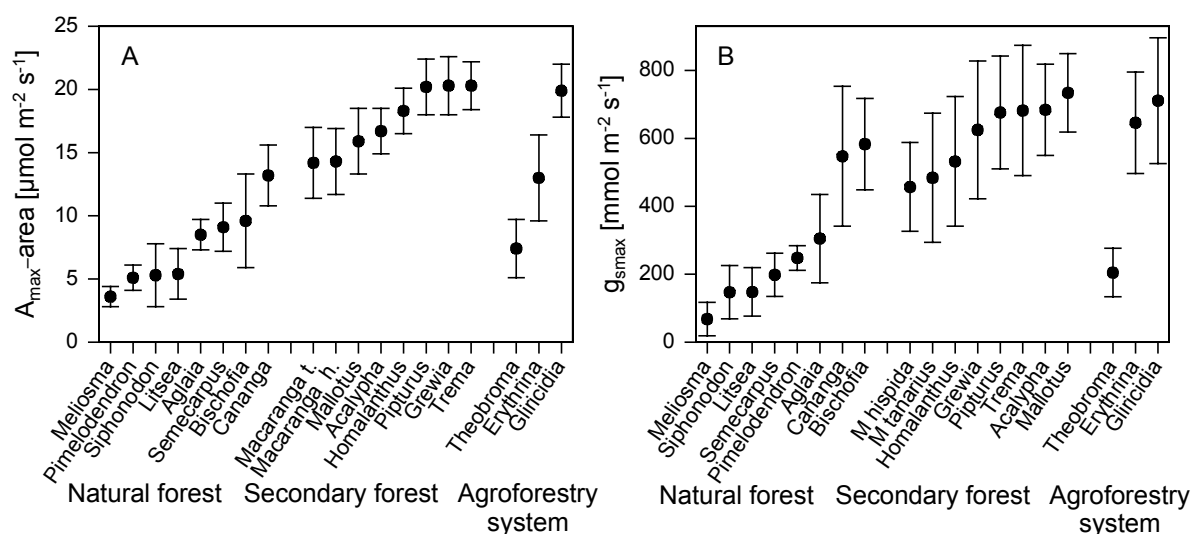 A
A_max–area [µmol m⁻² s⁻¹]
25
20
15
10
5
0
Meliosma
Pimelodendron
Siphonodon
Litsea
Aglaia
Semecarpus
Bischofia
Cananga
Macaranga t.
Macaranga h.
Mallotus
Acalypha
Homalanthus
Pipturus
Grewia
Trema
Theobroma
Erythrina
Gliricidia
Natural forest
Secondary forest
Agroforestry
system
B
g_smax [mmol m⁻² s⁻¹]
800
600
400
200
0
Meliosma
Siphonodon
Litsea
Semecarpus
Pimelodendron
Aglaia
Cananga
Bischofia
M hispida
M tanarius
Homalanthus
Grewia
Pipturus
Trema
Acalypha
Mallotus
Theobroma
Erythrina
Gliricidia
Natural forest
Secondary forest
Agroforestry
system